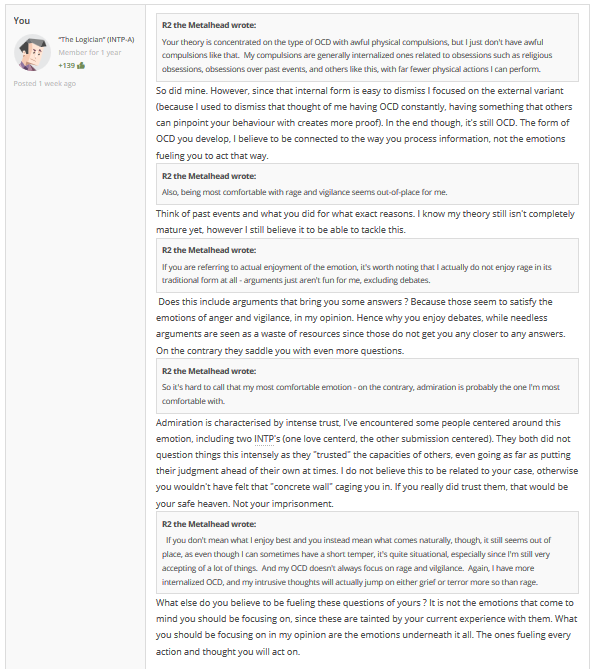 You
"The Logician" (INTP-A)
Member for 1 year
+139
Posted 1 week ago
R2 the Metalhead wrote:
Your theory is concentrated on the type of OCD with awful physical compulsions, but I just don't have awful
compulsions like that. My compulsions are generally internalized ones related to obsessions such as religious
obsessions, obsessions over past events, and others like this, with far fewer physical actions I can perform.
So did mine. However, since that internal form is easy to dismiss I focused on the external variant
(because I used to dismiss that thought of me having OCD constantly, having something that others
can pinpoint your behaviour with creates more proof). In the end though, it's still OCD. The form of
OCD you develop, I believe to be connected to the way you process information, not the emotions
fueling you to act that way.
R2 the Metalhead wrote:
Also, being most comfortable with rage and vigilance seems out-of-place for me.
Think of past events and what you did for what exact reasons. I know my theory still isn't completely
mature yet, however I still believe it to be able to tackle this.
R2 the Metalhead wrote:
If you are referring to actual enjoyment of the emotion, it's worth noting that I actually do not enjoy rage in its
traditional form at all - arguments just aren't fun for me, excluding debates.
Does this include arguments that bring you some answers ? Because those seem to satisfy the
emotions of anger and vigilance, in my opinion. Hence why you enjoy debates, while needless
arguments are seen as a waste of resources since those do not get you any closer to any answers.
On the contrary they saddle you with even more questions.
R2 the Metalhead wrote:
So it's hard to call that my most comfortable emotion - on the contrary, admiration is probably the one I'm most
comfortable with.
Admiration is characterised by intense trust, I've encountered some people centered around this
emotion, including two INTP's (one love centerd, the other submission centered). They both did not
question things this intensely as they "trusted" the capacities of others, even going as far as putting
their judgment ahead of their own at times. I do not believe this to be related to your case, otherwise
you wouldn't have felt that "concrete wall" caging you in. If you really did trust them, that would be
your safe heaven. Not your imprisonment.
R2 the Metalhead wrote:
If you don't mean what I enjoy best and you instead mean what comes naturally, though, it still seems out of
place, as even though I can sometimes have a short temper, it's quite situational, especially since I'm still very
accepting of a lot of things. And my OCD doesn't always focus on rage and vilgilance. Again, I have more
internalized OCD, and my intrusive thoughts will actually jump on either grief or terror more so than rage.
What else do you believe to be fueling these questions of yours ? It is not the emotions that come to
mind you should be focusing on, since these are tainted by your current experience with them. What
you should be focusing on in my opinion are the emotions underneath it all. The ones fueling every
action and thought you will act on.